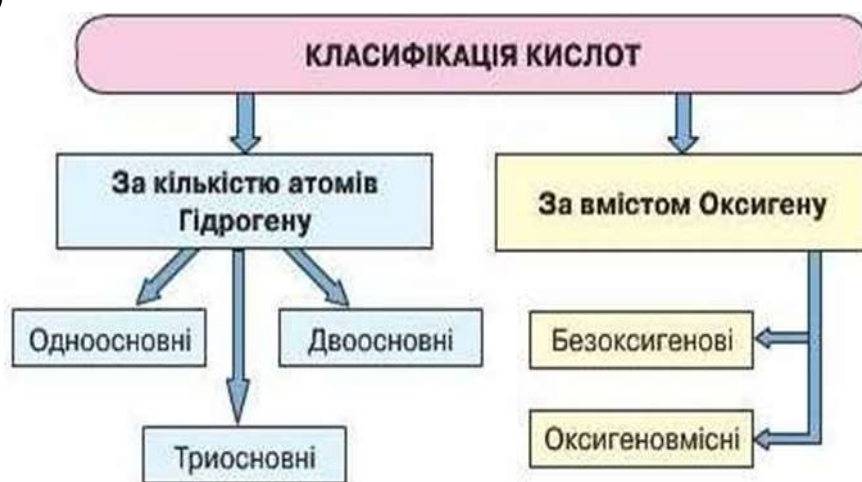 КЛАСИФІКАЦІЯ КИСЛОТ
За кількістю атомів
Гідрогену
За вмістом Оксигену
Одноосновні
Двоосновні
Триосновні
Безоксигенові
Оксигеновмісні